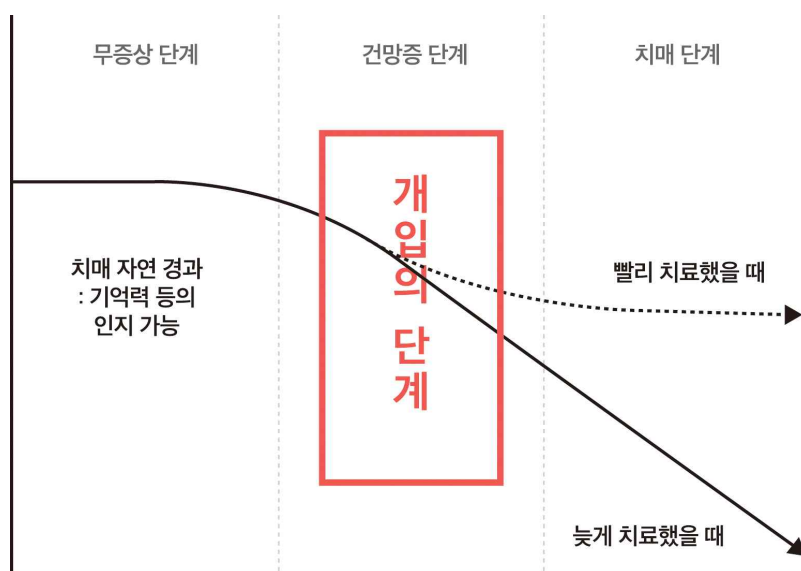 무증상 단계
건망증 단계
치매 단계
개입의 단계
치매 자연 경과
: 기억력 등의
인지 가능
빨리 치료했을 때
늦게 치료했을 때